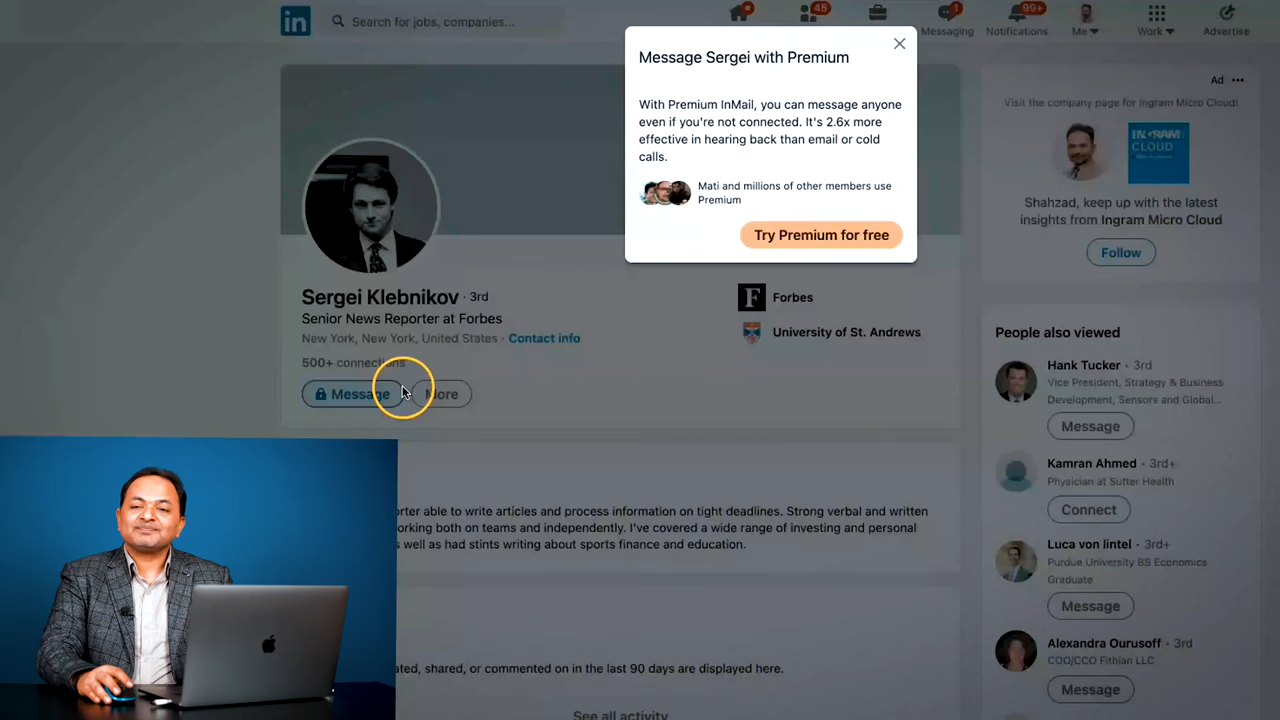 in
Search for jobs, companies...
46
1
99+
Messaging
Notifications
Me
Work
Advertise
Message Sergei with Premium
With Premium InMail, you can message anyone
even if you're not connected. It's 2.6x more
effective in hearing back than email or cold
calls.
Mati and millions of other members use
Premium
Try Premium for free
Ad
Visit the company page for Ingram Micro Cloud!
INGRAM
CLOUD
Shahzad, keep up with the latest
insights from Ingram Micro Cloud
Follow
Sergei Klebnikov · 3rd
Senior News Reporter at Forbes
New York, New York, United States · Contact info
500+ connections
Message
More
F
Forbes
University of St. Andrews
People also viewed
Hank Tucker · 3rd
Vice President, Strategy & Business
Development, Sensors and Global...
Message
Kamran Ahmed · 3rd+
Physician at Sutter Health
Connect
Luca von lintel · 3rd+
Purdue University BS Economics
Graduate
Message
Alexandra Ourusoff · 3rd
COO/CCO Fithian LLC
Message
orter able to write articles and process information on tight deadlines. Strong verbal and written
orking both on teams and independently. I've covered a wide range of investing and personal
s well as had stints writing about sports finance and education.
ated, shared, or commented on in the last 90 days are displayed here.
See all activity